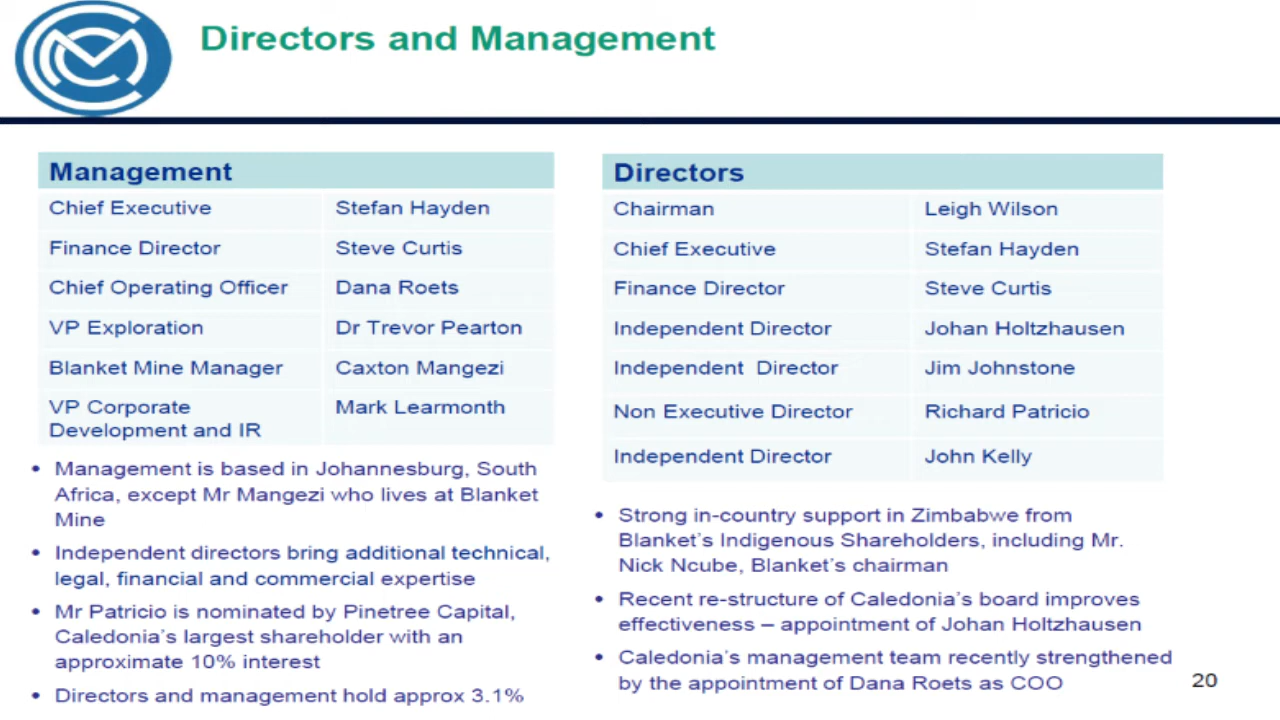 Directors and Management
Management
Chief Executive Stefan Hayden
Finance Director Steve Curtis
Chief Operating Officer Dana Roets
VP Exploration Dr Trevor Pearton
Blanket Mine Manager Caxton Mangezi
VP Corporate Mark Learmonth
Development and IR
• Management is based in Johannesburg, South
Africa, except Mr Mangezi who lives at Blanket
Mine
• Independent directors bring additional technical,
legal, financial and commercial expertise
• Mr Patricio is nominated by Pinetree Capital,
Caledonia's largest shareholder with an
approximate 10% interest
• Directors and management hold approx 3.1%
Directors
Chairman Leigh Wilson
Chief Executive Stefan Hayden
Finance Director Steve Curtis
Independent Director Johan Holtzhausen
Independent Director Jim Johnstone
Non Executive Director Richard Patricio
Independent Director John Kelly
• Strong in-country support in Zimbabwe from
Blanket's Indigenous Shareholders, including Mr.
Nick Ncube, Blanket's chairman
• Recent re-structure of Caledonia's board improves
effectiveness – appointment of Johan Holtzhausen
• Caledonia's management team recently strengthened
by the appointment of Dana Roets as COO
20